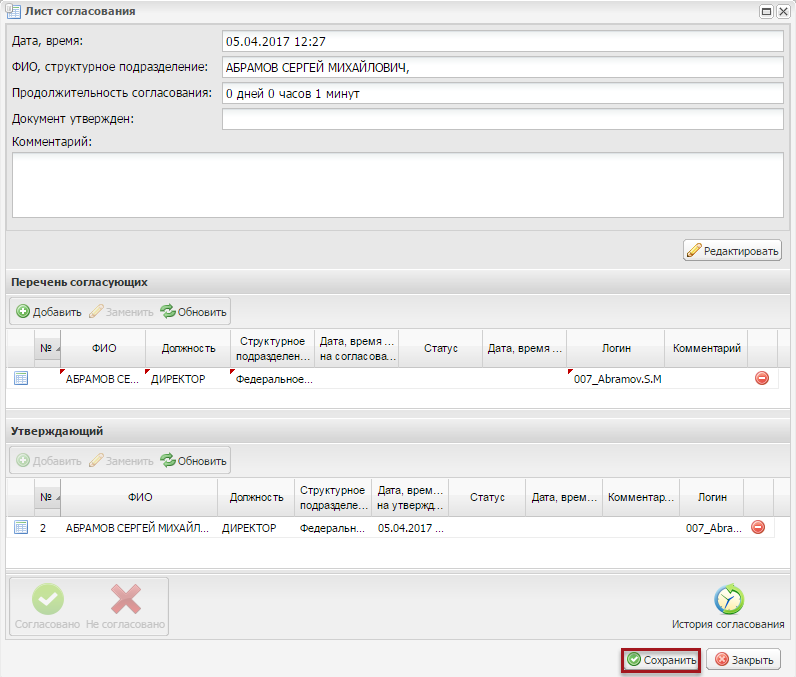 Лист согласования
Дата, время: 05.04.2017 12:27
ФИО, структурное подразделение: АБРАМОВ СЕРГЕЙ МИХАЙЛОВИЧ,
Продолжительность согласования: 0 дней 0 часов 1 минут
Документ утвержден:
Комментарий:
Редактировать
Перечень согласующих
Добавить Заменить Обновить
№ ФИО Должность Структурное подразделен... Дата, время ... на согласова... Статус Дата, время ... Логин Комментарий
АБРАМОВ СЕ... ДИРЕКТОР Федеральное... 007_Abramov.S.M
Утверждающий
Добавить Заменить Обновить
№ ФИО Должность Структурное подразделе... Дата, врем... на утвержд... Статус Дата, врем... Комментар... Логин
2 АБРАМОВ СЕРГЕЙ МИХАЙЛ... ДИРЕКТОР Федеральн... 05.04.2017 ... 007_Abra...
Согласовано Не согласовано
История согласования
Сохранить Закрыть